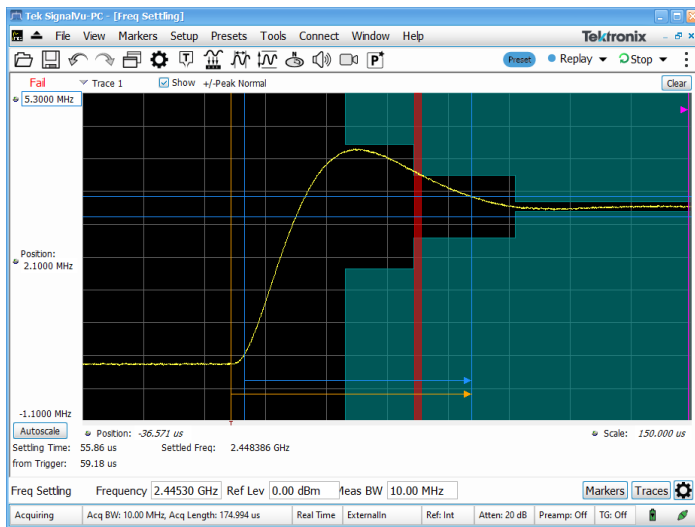 Tek SignalVu-PC - [Freq Settling]
File View Markers Setup Presets Tools Connect Window Help Tektronix
P Preset Replay Stop
Fail Trace 1 Show +/-Peak Normal Clear
5.3000 MHz
Position:
2.1000 MHz
-1.1000 MHz
T
Autoscale Position: -36.571 us Scale: 150.000 us
Settling Time: 55.86 us Settled Freq: 2.448386 GHz
from Trigger: 59.18 us
Freq Settling Frequency 2.44530 GHz Ref Lev 0.00 dBm Meas BW 10.00 MHz Markers Traces
Acquiring Acq BW: 10.00 MHz, Acq Length: 174.994 us Real Time ExternalIn Ref: Int Atten: 20 dB Preamp: Off TG: Off